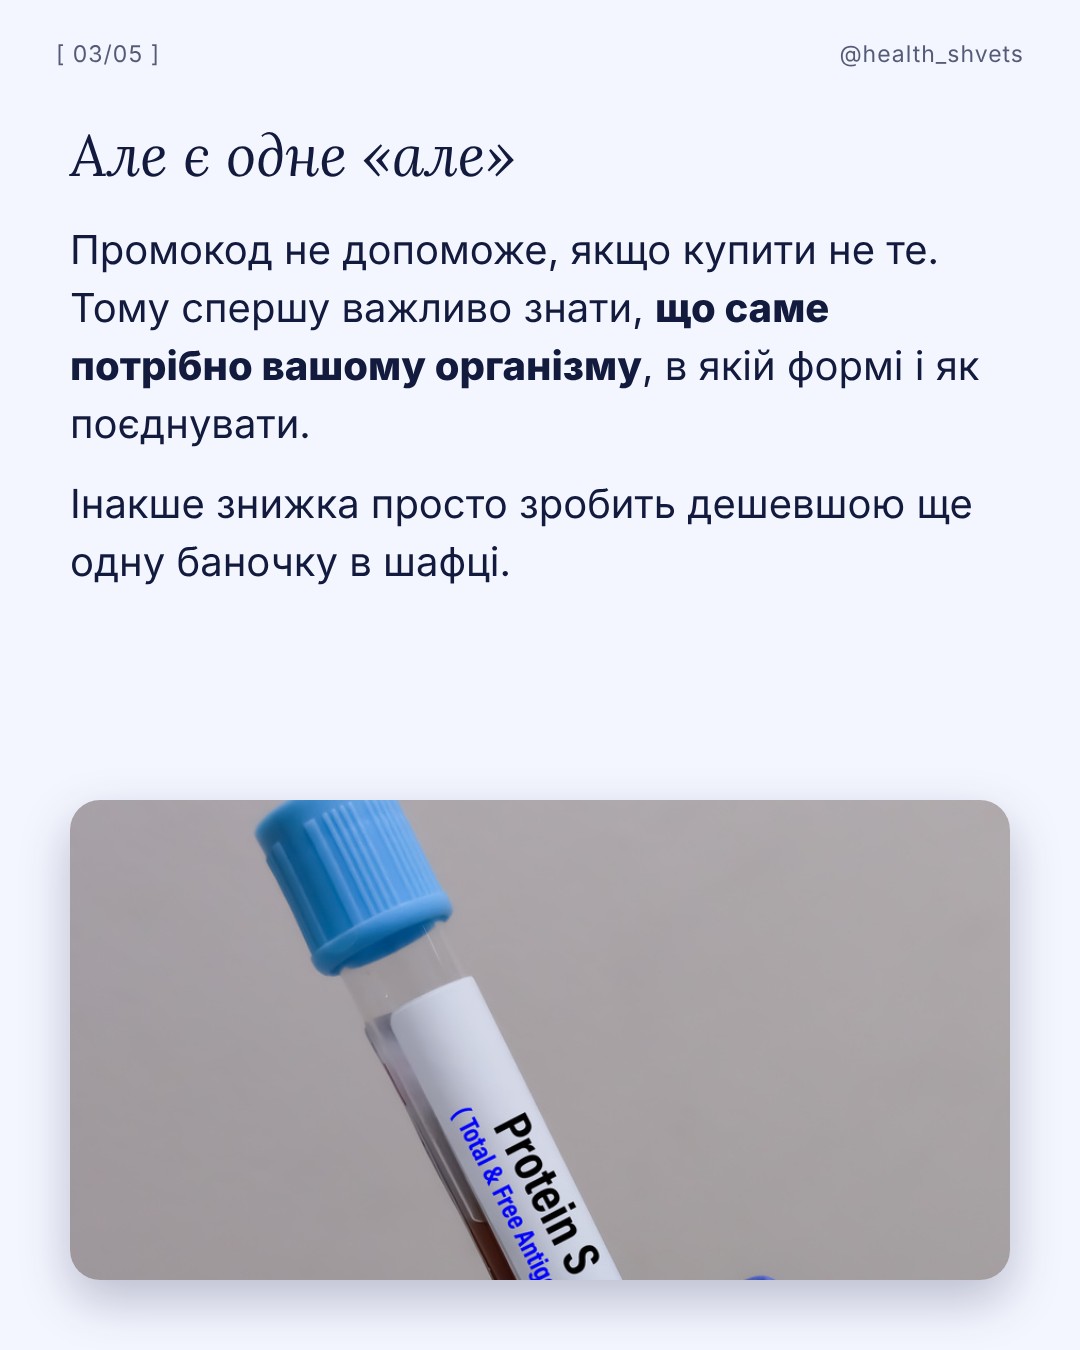 [ 03/05 ]
@health_shvets
Але є одне «але»
Промокод не допоможе, якщо купити не те.
Тому спершу важливо знати, що саме
потрібно вашому організму, в якій формі і як
поєднувати.
Інакше знижка просто зробить дешевшою ще
одну баночку в шафці.
Protein S
( Total & Free